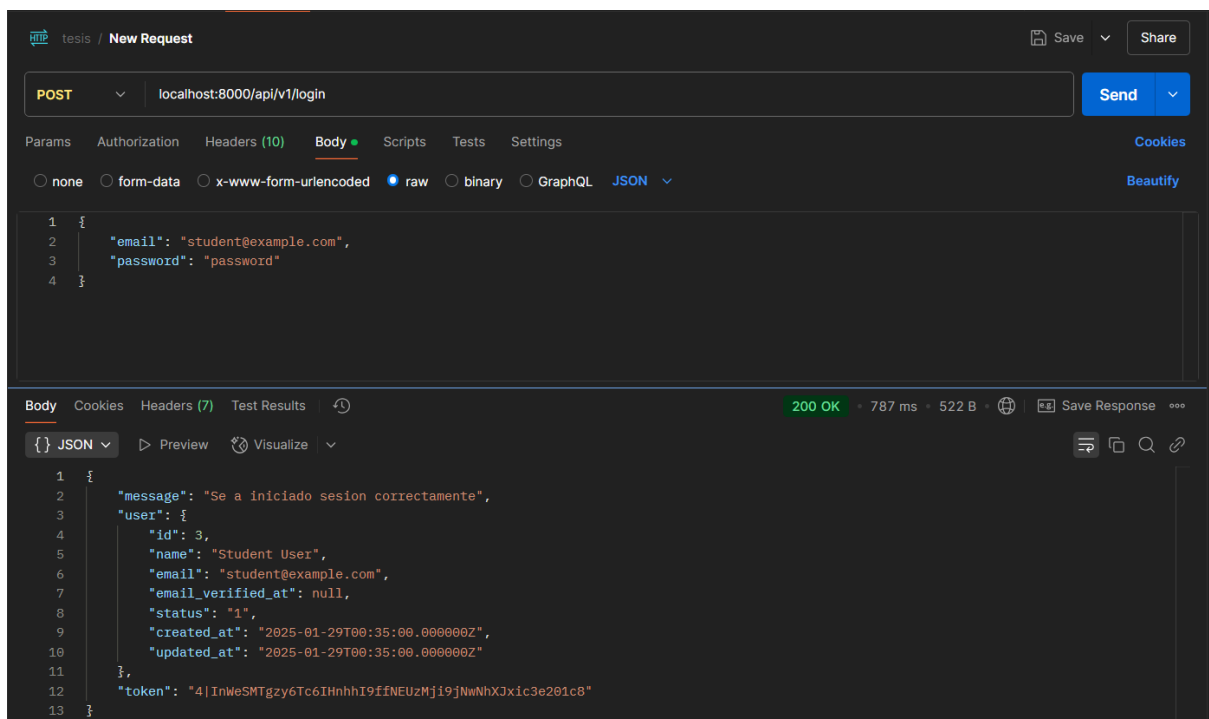 HTTP tesis / New Request Save Share
POST localhost:8000/api/v1/login Send
Params Authorization Headers (10) Body Scripts Tests Settings Cookies
none form-data x-www-form-urlencoded raw binary GraphQL JSON Beautify
1 {
2 "email": "student@example.com",
3 "password": "password"
4 }
Body Cookies Headers (7) Test Results 200 OK 787 ms 522 B e.g. Save Response
{} JSON Preview Visualize
1 {
2 "message": "Se a iniciado sesion correctamente",
3 "user": {
4 "id": 3,
5 "name": "Student User",
6 "email": "student@example.com",
7 "email_verified_at": null,
8 "status": "1",
9 "created_at": "2025-01-29T00:35:00.000000Z",
10 "updated_at": "2025-01-29T00:35:00.000000Z"
11 },
12 "token": "4|InWeSMTgzy6Tc6IHnhhI9ffNEUzMji9jNwNhXJxic3e201c8"
13 }